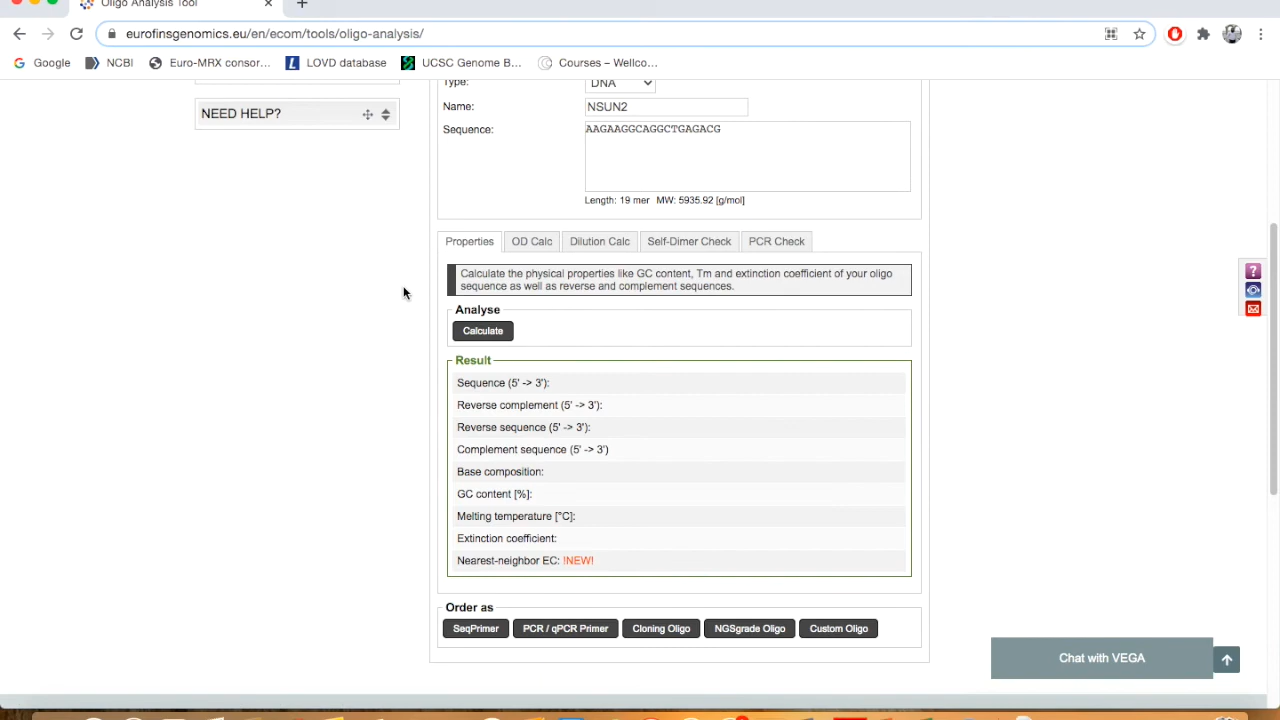 Oligo Analysis Tool
eurofinsgenomics.eu/en/ecom/tools/oligo-analysis/
Google NCBI Euro-MRX consor... LOVD database UCSC Genome B... Courses – Wellco...
NEED HELP?
Type: DNA
Name: NSUN2
Sequence: AAGAAGGCAGGCTGAGACG
Length: 19 mer MW: 5935.92 [g/mol]
Properties OD Calc Dilution Calc Self-Dimer Check PCR Check
Calculate the physical properties like GC content, Tm and extinction coefficient of your oligo
sequence as well as reverse and complement sequences.
Analyse
Calculate
Result
Sequence (5' -> 3'):
Reverse complement (5' -> 3'):
Reverse sequence (5' -> 3'):
Complement sequence (5' -> 3')
Base composition:
GC content [%]:
Melting temperature [°C]:
Extinction coefficient:
Nearest-neighbor EC: !NEW!
Order as
SeqPrimer PCR / qPCR Primer Cloning Oligo NGSgrade Oligo Custom Oligo
Chat with VEGA